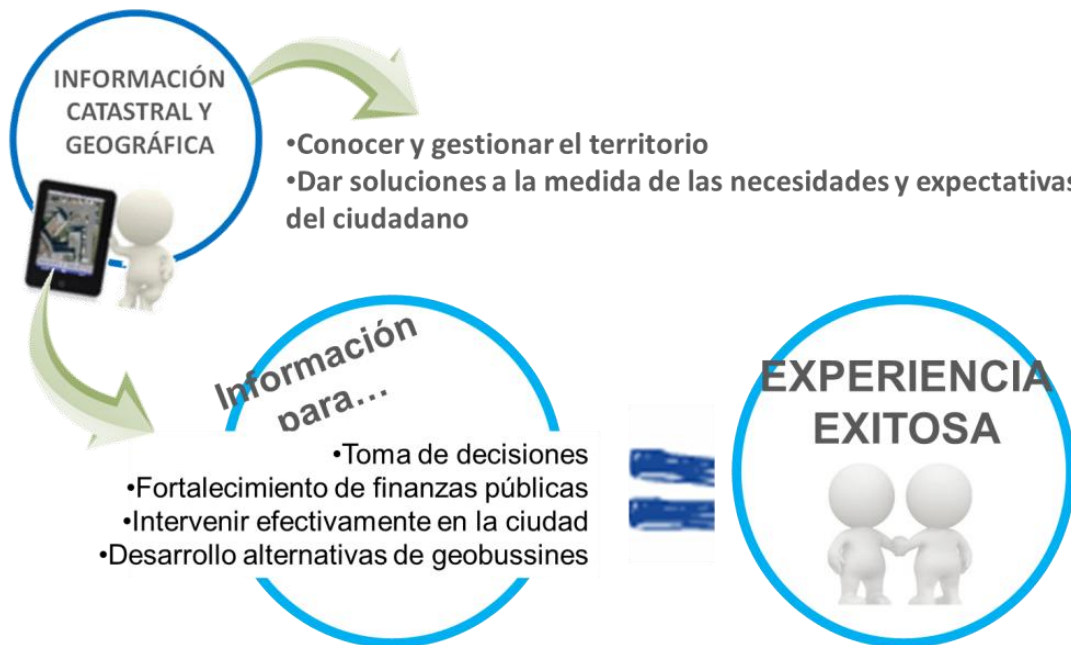 INFORMACIÓN
CATASTRAL Y
GEOGRÁFICA
•Conocer y gestionar el territorio
•Dar soluciones a la medida de las necesidades y expectativas
del ciudadano
Información
para...
•Toma de decisiones
•Fortalecimiento de finanzas públicas
•Intervenir efectivamente en la ciudad
•Desarrollo alternativas de geobussines
EXPERIENCIA
EXITOSA